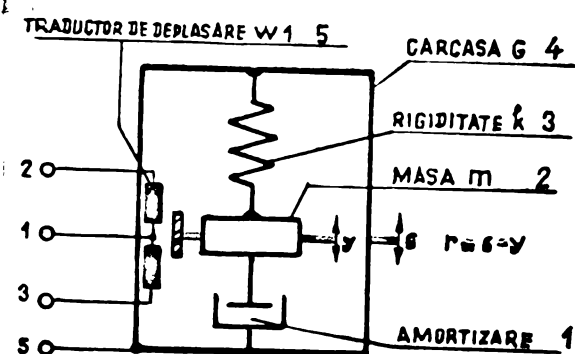 TRADUCTOR DE DEPLASARE W1 5
CARCASA G 4
RIGIDITATE k 3
MASA m 2
2
1
y
3
5
AMORTIZARE 1